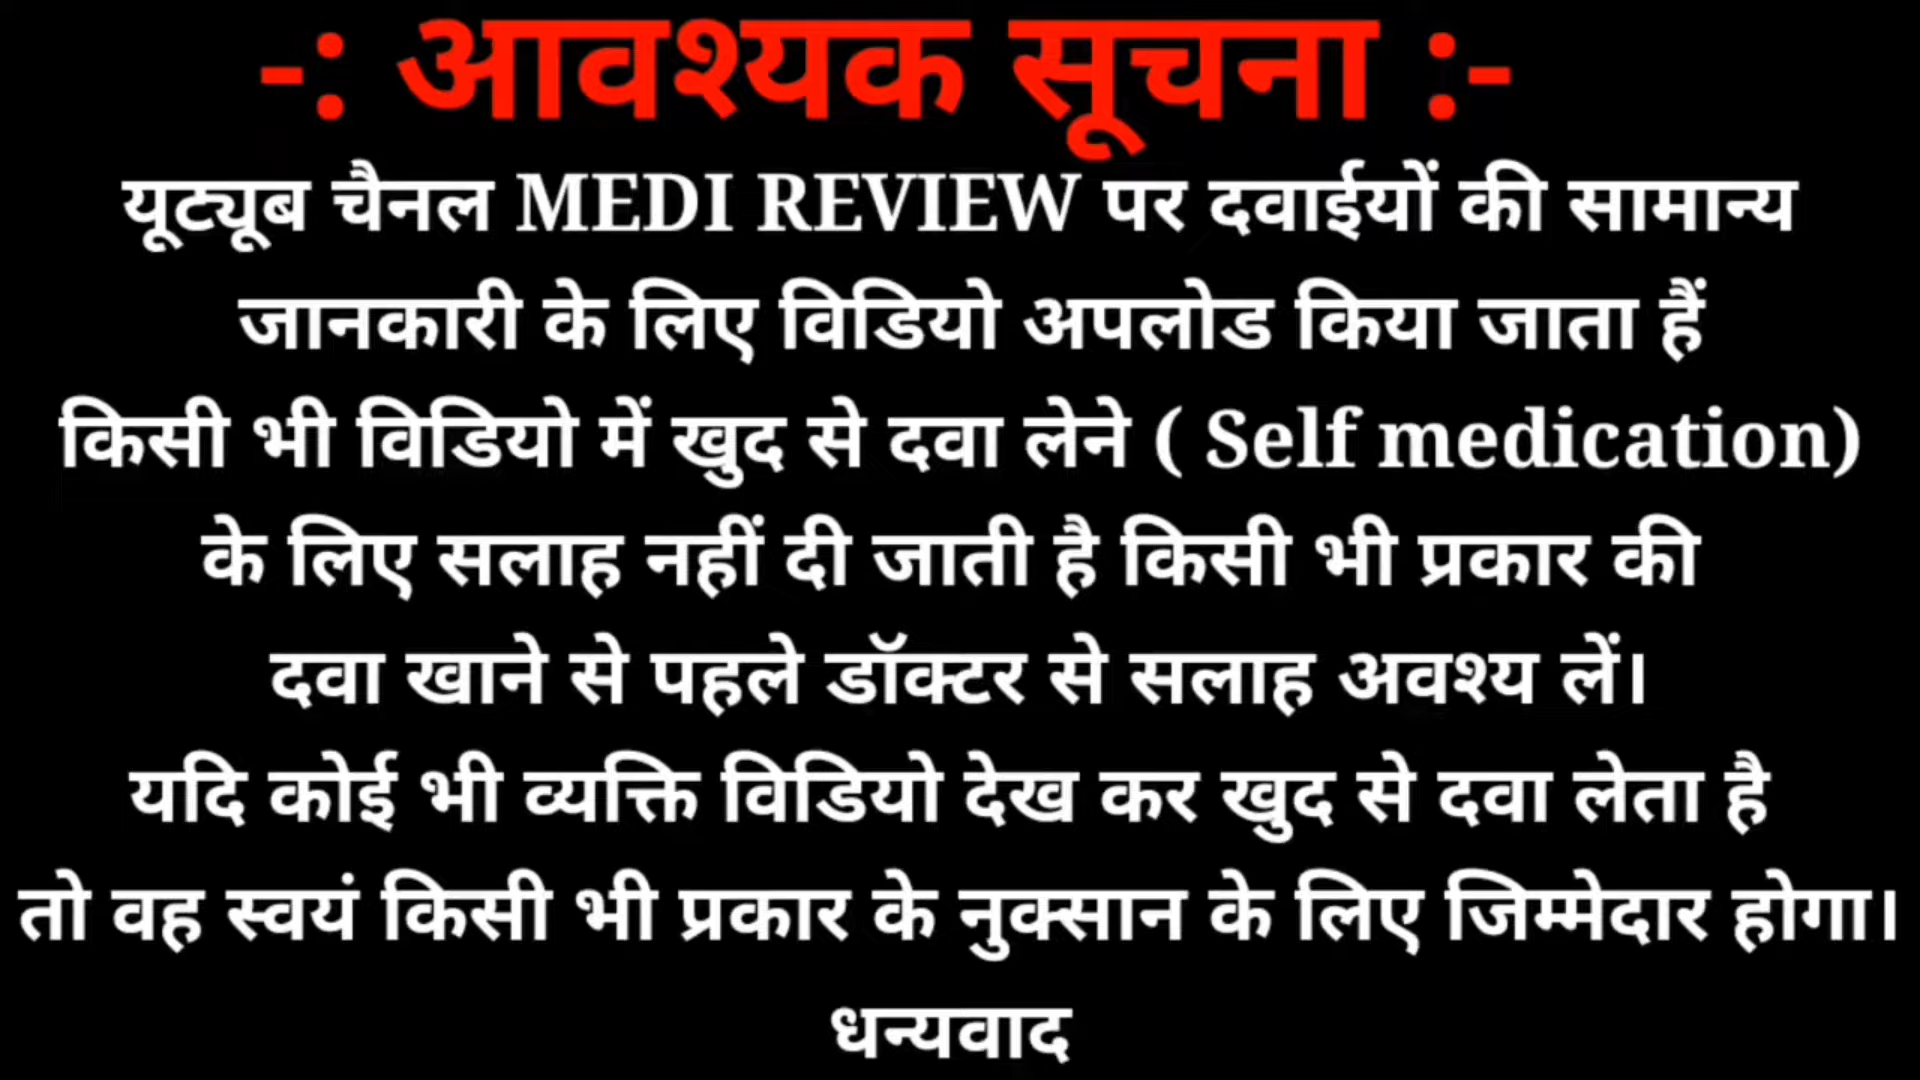 -: आवश्यक सूचना :-
यूट्यूब चैनल MEDI REVIEW पर दवाईयों की सामान्य
जानकारी के लिए विडियो अपलोड किया जाता हैं
किसी भी विडियो में खुद से दवा लेने ( Self medication)
के लिए सलाह नहीं दी जाती है किसी भी प्रकार की
दवा खाने से पहले डॉक्टर से सलाह अवश्य लें।
यदि कोई भी व्यक्ति विडियो देख कर खुद से दवा लेता है
तो वह स्वयं किसी भी प्रकार के नुक्सान के लिए जिम्मेदार होगा।
धन्यवाद